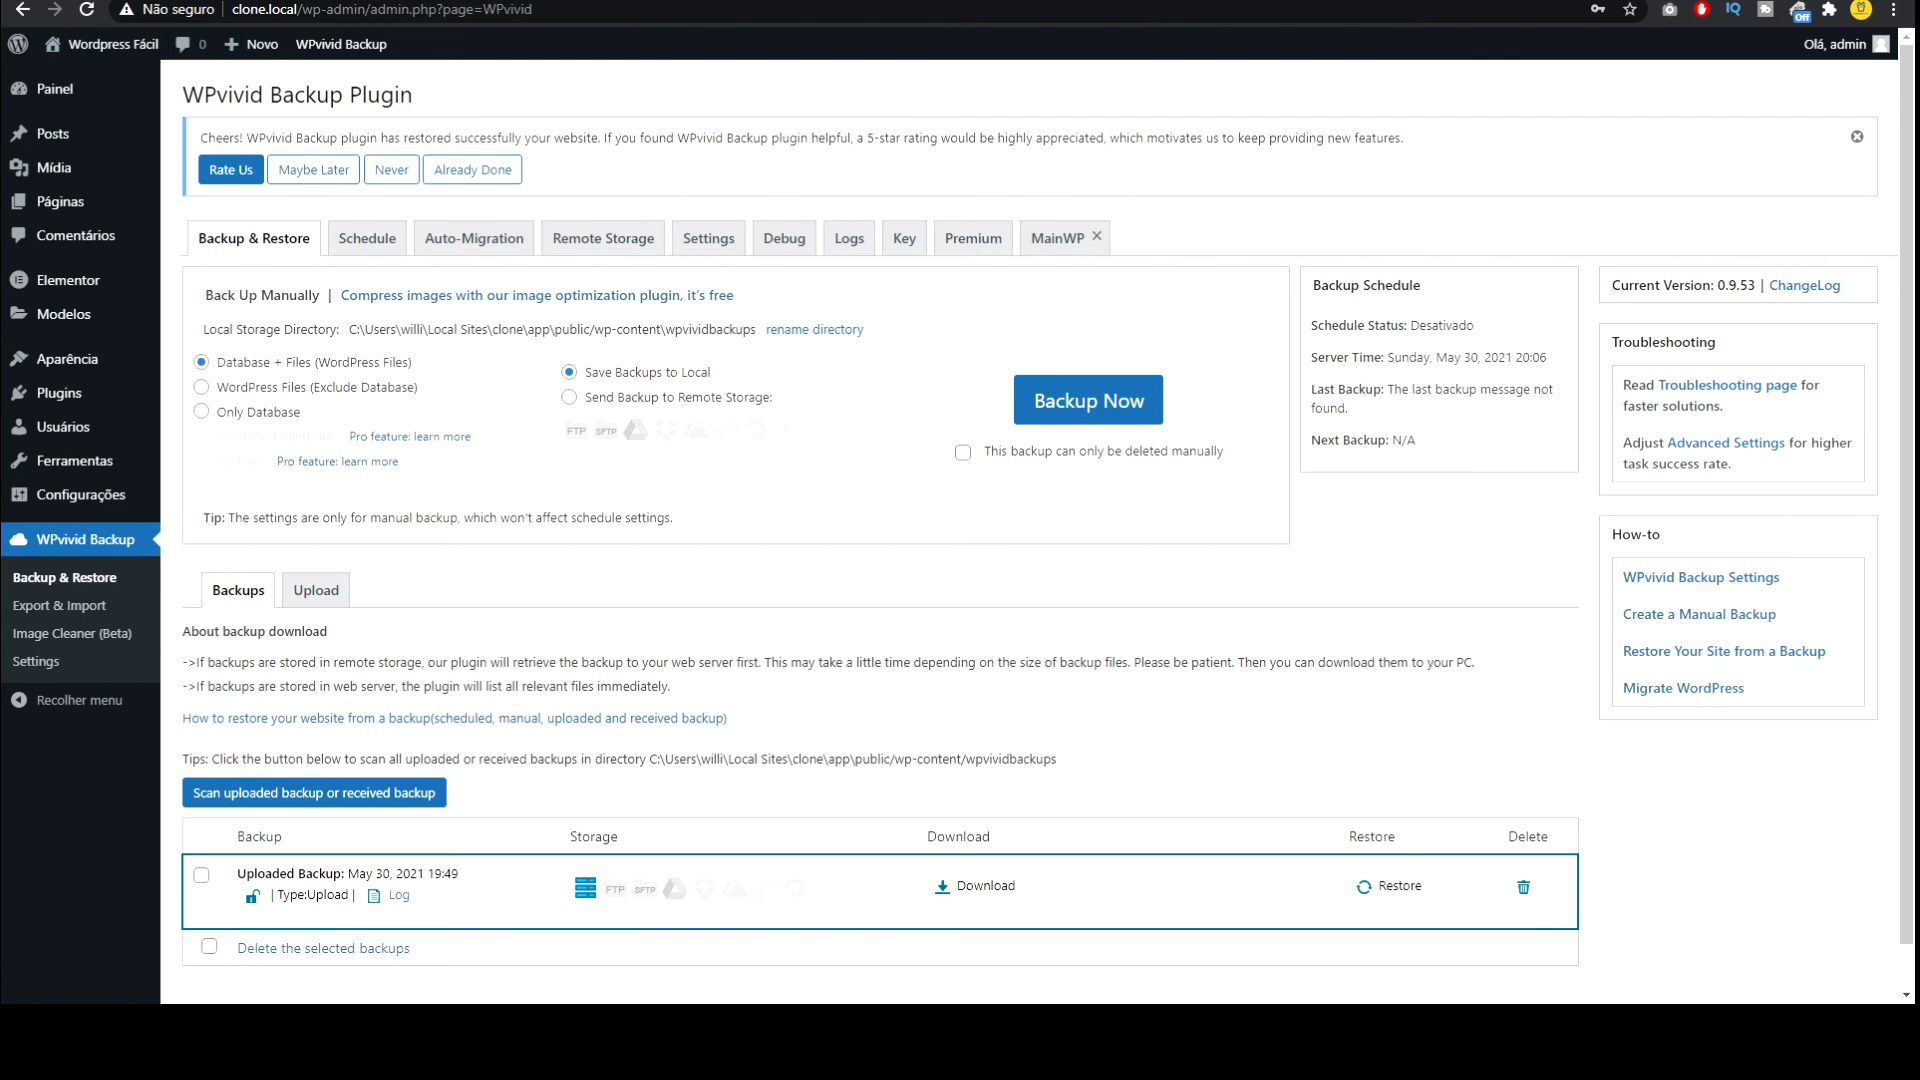 Não seguro
clone.local/wp-admin/admin.php?page=WPvivid
IQ
Off
Wordpress Fácil
0
Novo
WPvivid Backup
Olá, admin
Painel
Posts
Mídia
Páginas
Comentários
Elementor
Modelos
Aparência
Plugins
Usuários
Ferramentas
Configurações
WPvivid Backup
Backup & Restore
Export & Import
Image Cleaner (Beta)
Settings
Recolher menu
WPvivid Backup Plugin
Cheers! WPvivid Backup plugin has restored successfully your website. If you found WPvivid Backup plugin helpful, a 5-star rating would be highly appreciated, which motivates us to keep providing new features.
Rate Us
Maybe Later
Never
Already Done
Backup & Restore
Schedule
Auto-Migration
Remote Storage
Settings
Debug
Logs
Key
Premium
MainWP
Back Up Manually | Compress images with our image optimization plugin, it's free
Local Storage Directory: C:\Users\willi\Local Sites\clone\app\public/wp-content\wpvividbackups rename directory
Database + Files (WordPress Files)
WordPress Files (Exclude Database)
Only Database
Pro feature: learn more
Pro feature: learn more
Save Backups to Local
Send Backup to Remote Storage:
FTP
SFTP
Backup Now
This backup can only be deleted manually
Tip: The settings are only for manual backup, which won't affect schedule settings.
Backup Schedule
Schedule Status: Desativado
Server Time: Sunday, May 30, 2021 20:06
Last Backup: The last backup message not
found.
Next Backup: N/A
Current Version: 0.9.53 | ChangeLog
Troubleshooting
Read Troubleshooting page for
faster solutions.
Adjust Advanced Settings for higher
task success rate.
How-to
WPvivid Backup Settings
Create a Manual Backup
Restore Your Site from a Backup
Migrate WordPress
Backups
Upload
About backup download
->If backups are stored in remote storage, our plugin will retrieve the backup to your web server first. This may take a little time depending on the size of backup files. Please be patient. Then you can download them to your PC.
->If backups are stored in web server, the plugin will list all relevant files immediately.
How to restore your website from a backup(scheduled, manual, uploaded and received backup)
Tips: Click the button below to scan all uploaded or received backups in directory C:\Users\willi\Local Sites\clone\app\public/wp-content/wpvividbackups
Scan uploaded backup or received backup
Backup
Storage
Download
Restore
Delete
Uploaded Backup: May 30, 2021 19:49
| Type:Upload |
Log
FTP
SFTP
Download
Restore
Delete the selected backups